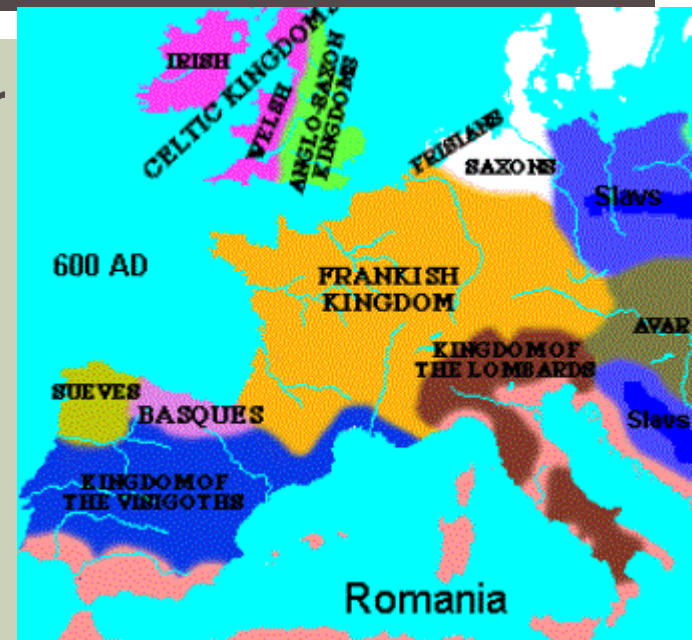 r
IRISH
CELTIC KINGDOMS
WELSH
ANGLO-SAXON
KINGDOMS
FRISIANS
SAXONS
Slavs
600 AD
FRANKISH
KINGDOM
AVAR
KINGDOM OF
THE LOMBARDS
SUEVES
BASQUES
Slavs
KINGDOM OF
THE VISIGOTHS
Romania